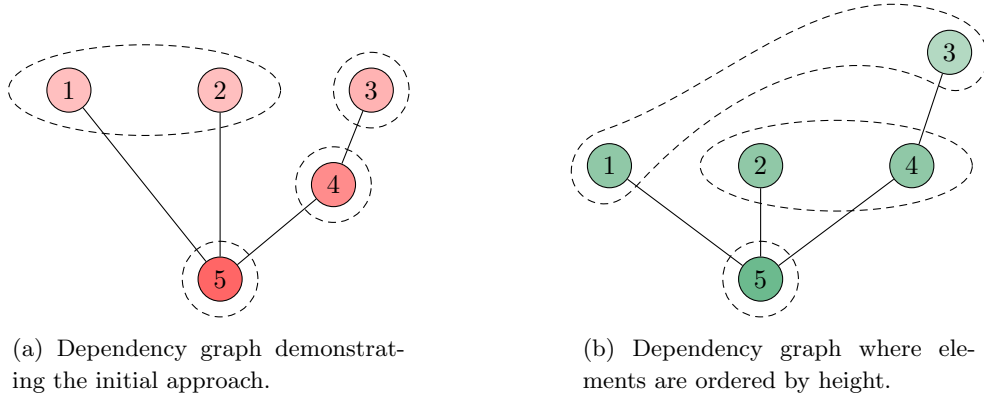 1
2
3
4
5
(a) Dependency graph demonstrat-
ing the initial approach.
3
1
2
4
5
(b) Dependency graph where ele-
ments are ordered by height.